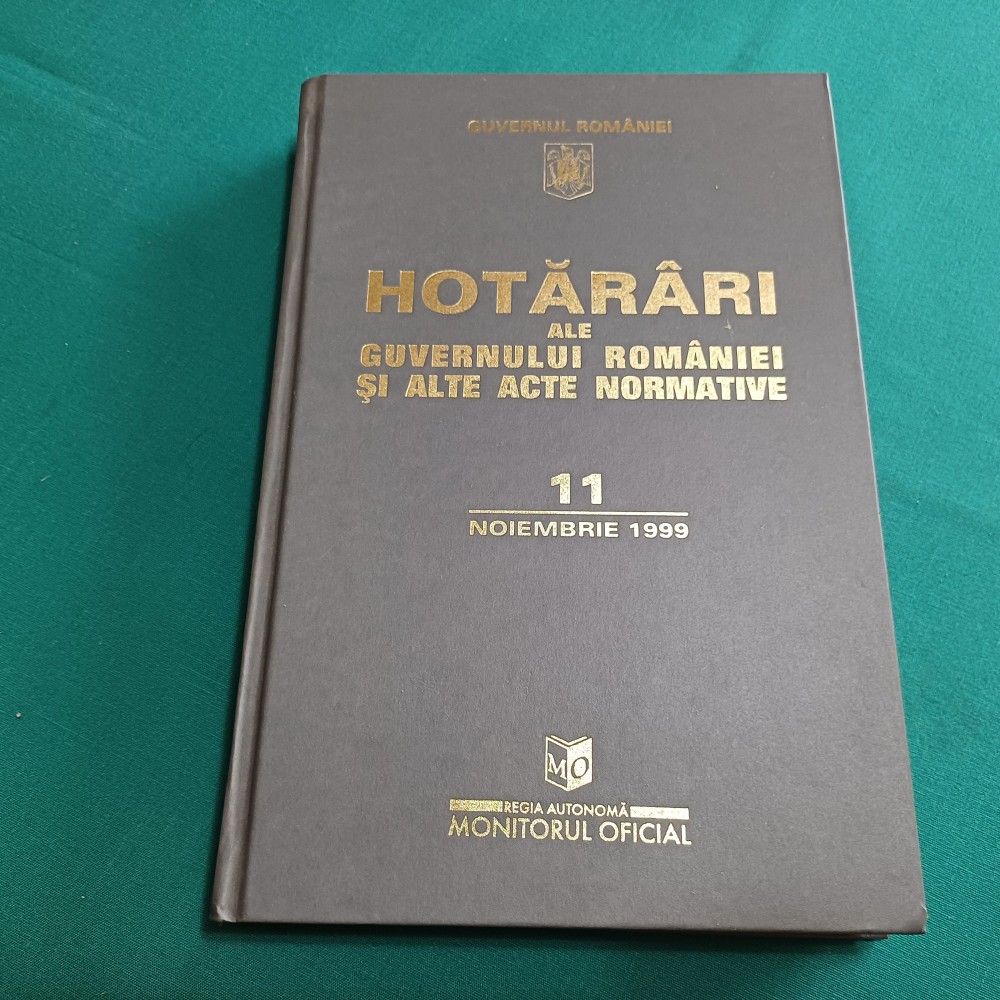 GUVERNUL ROMÂNIEI
HOTĂRÂRI
ALE
GUVERNULUI ROMÂNIEI
ŞI ALTE ACTE NORMATIVE
11
NOIEMBRIE 1999
MO
REGIA AUTONOMĂ
MONITORUL OFICIAL